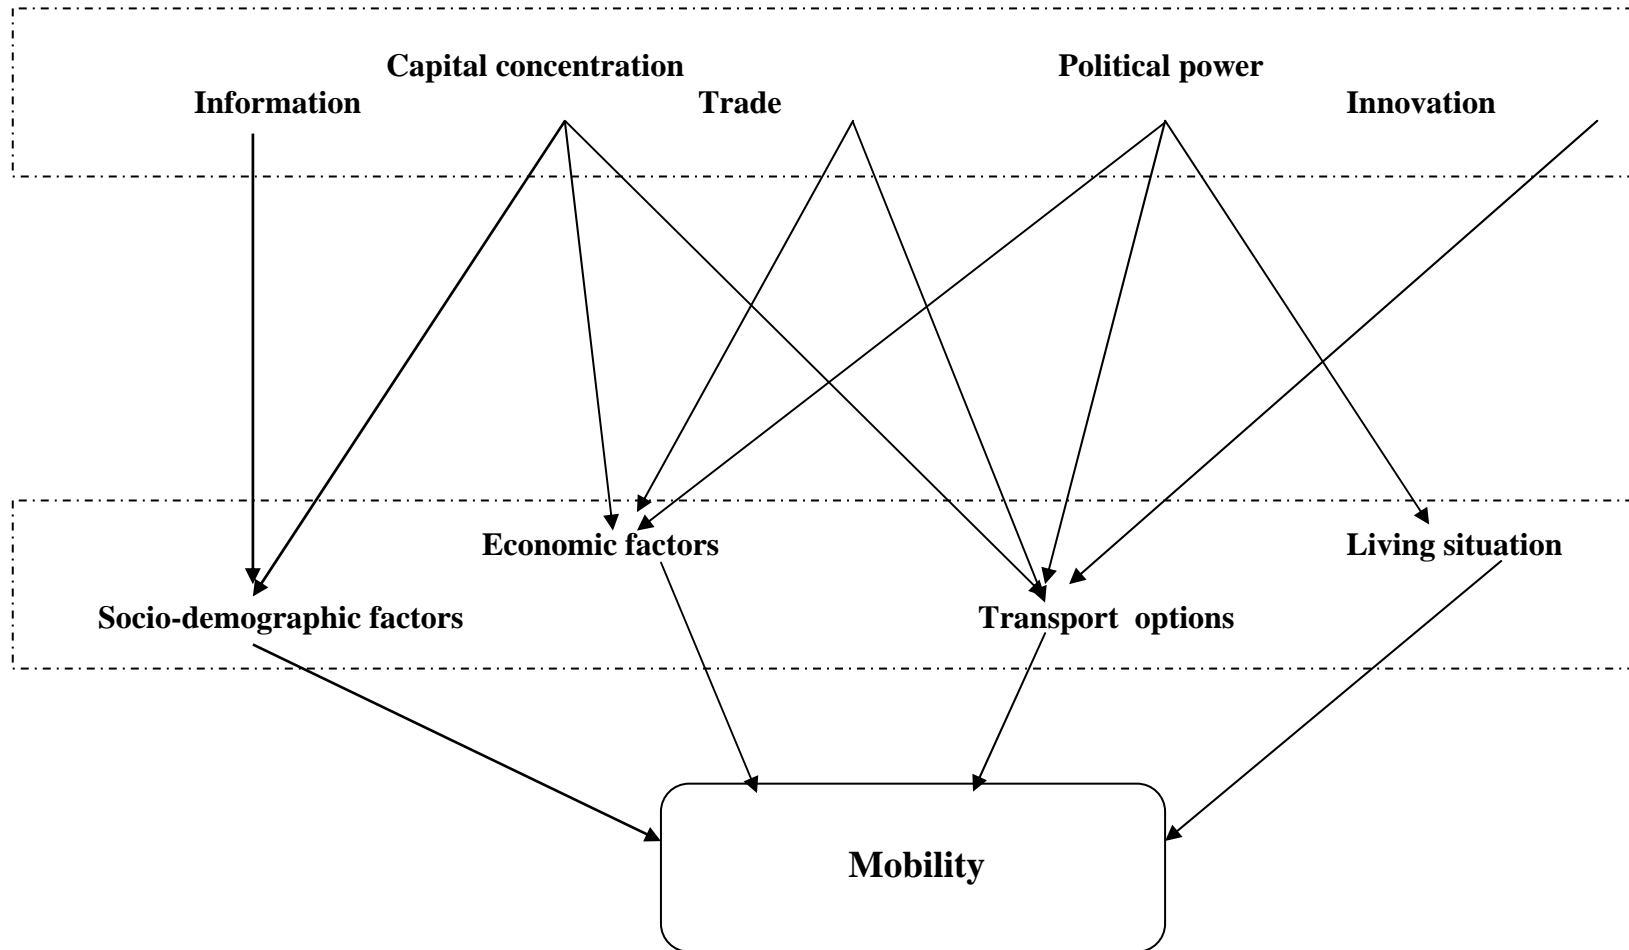 Capital concentration
Political power
Information
Trade
Innovation
Economic factors
Living situation
Socio-demographic factors
Transport  options
Mobility